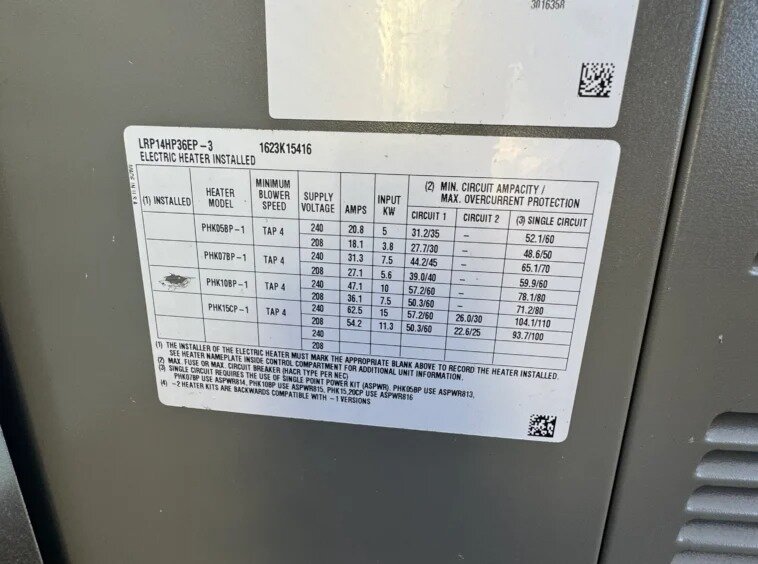 301635A
LRP14HP36EP-3 1623K15416
ELECTRIC HEATER INSTALLED
(1) INSTALLED HEATER MODEL MINIMUM BLOWER SPEED SUPPLY VOLTAGE AMPS INPUT KW (2) MIN. CIRCUIT AMPACITY / MAX. OVERCURRENT PROTECTION
CIRCUIT 1 CIRCUIT 2 (3) SINGLE CIRCUIT
PHK05BP-1 TAP 4 240 20.8 5 31.2/35 – 52.1/60
208 18.1 3.8 27.7/30 – 48.6/50
PHK07BP-1 TAP 4 240 31.3 7.5 44.2/45 – 65.1/70
208 27.1 5.6 39.0/40 – 59.9/60
PHK10BP-1 TAP 4 240 47.1 10 57.2/60 – 78.1/80
208 36.1 7.5 50.3/60 – 71.2/80
PHK15CP-1 TAP 4 240 62.5 15 57.2/60 26.0/30 104.1/110
208 54.2 11.3 50.3/60 22.6/25 93.7/100
240
208
(1) THE INSTALLER OF THE ELECTRIC HEATER MUST MARK THE APPROPRIATE BLANK ABOVE TO RECORD THE HEATER INSTALLED.
SEE HEATER NAMEPLATE INSIDE CONTROL COMPARTMENT FOR ADDITIONAL UNIT INFORMATION.
(2) MAX. FUSE OR MAX. CIRCUIT BREAKER (HACR TYPE PER NEC)
(3) SINGLE CIRCUIT REQUIRES THE USE OF SINGLE POINT POWER KIT (ASPWR). PHK05BP USE ASPWR813,
PHK07BP USE ASPWR814, PHK10BP USE ASPWR815, PHK15,20CP USE ASPWR816
(4) -2 HEATER KITS ARE BACKWARDS COMPATIBLE WITH -1 VERSIONS